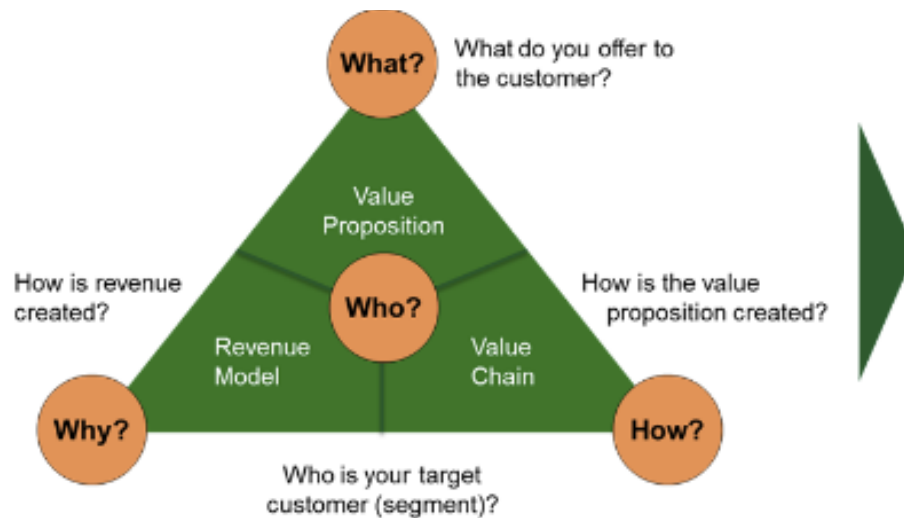 What?
What do you offer to
the customer?
Value
Proposition
How is revenue
created?
Who?
How is the value
proposition created?
Revenue
Model
Value
Chain
Why?
How?
Who is your target
customer (segment)?